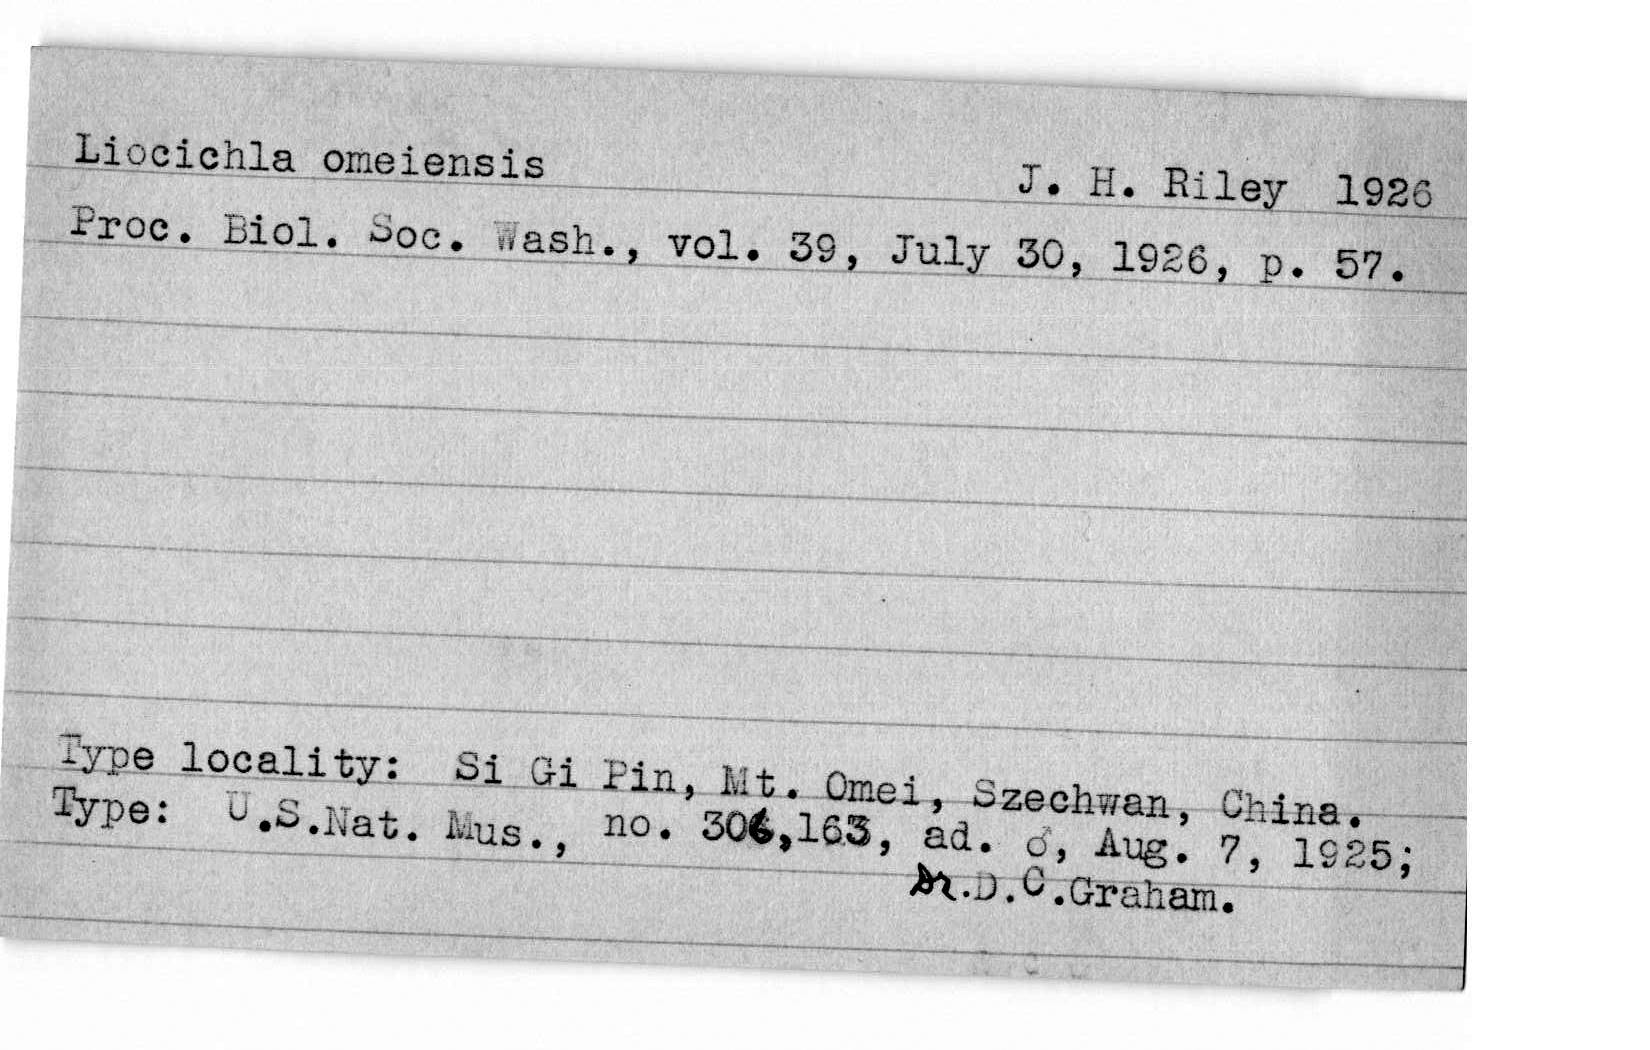 Liocichla omeiensis J. H. Riley 1926
Proc. Biol. Soc. Wash., vol. 39, July 30, 1926, p. 57.
Type locality: Si Gi Pin, Mt. Omei, Szechwan, China.
Type: U.S.Nat. Mus., no. 306,163, ad. ♂, Aug. 7, 1925;
Dr.D.C.Graham.